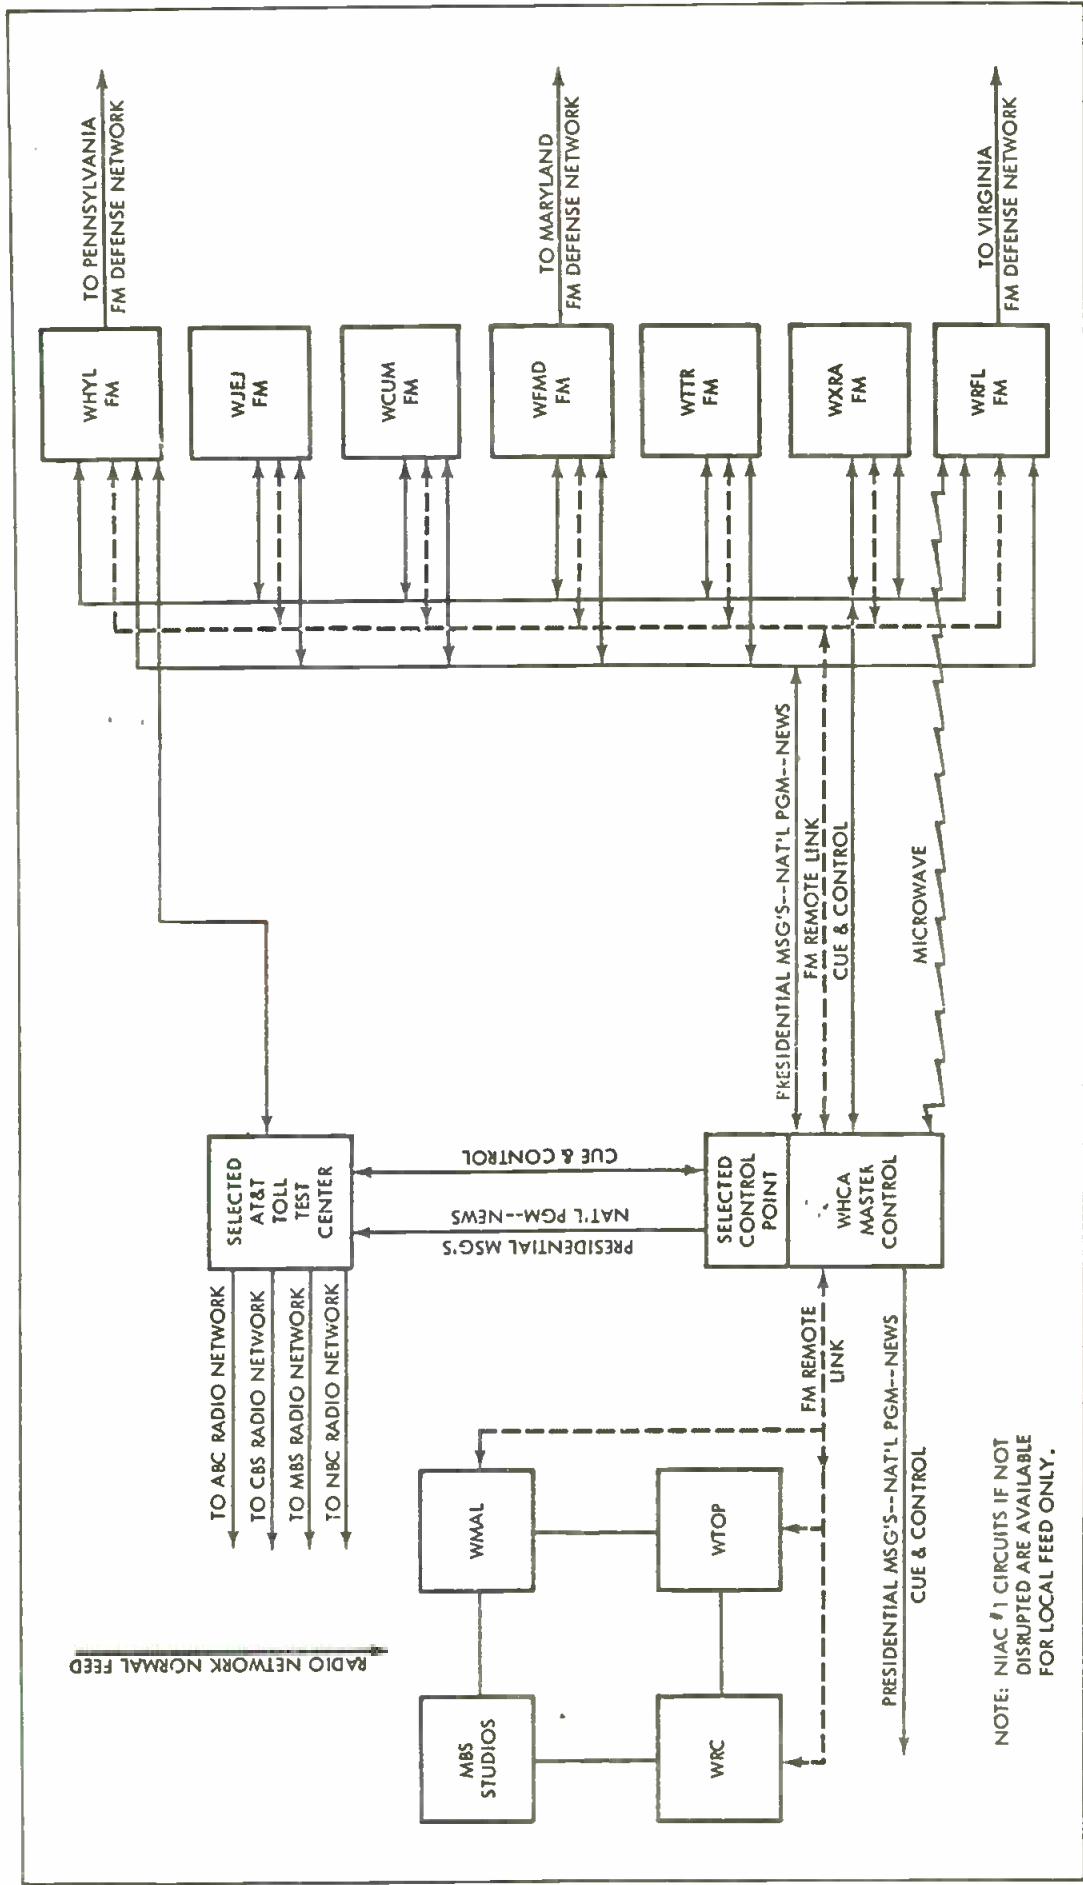 TO PENNSYLVANIA
FM DEFENSE NETWORK
TO MARYLAND
FM DEFENSE NETWORK
TO VIRGINIA
FM DEFENSE NETWORK
WHYL
FM
WJEJ
FM
WCUM
FM
WFMD
FM
WTTR
FM
WXRA
FM
WRFL
FM
PRESIDENTIAL MSG'S--NAT'L PGM--NEWS
FM REMOTE LINK
CUE & CONTROL
MICROWAVE
SELECTED
AT&T
TOLL
TEST
CENTER
CUE & CONTROL
NAT'L PGM--NEWS
PRESIDENTIAL MSG'S
SELECTED
CONTROL
POINT
WHCA
MASTER
CONTROL
TO ABC RADIO NETWORK
TO CBS RADIO NETWORK
TO MBS RADIO NETWORK
TO NBC RADIO NETWORK
FM REMOTE
LINK
PRESIDENTIAL MSG'S--NAT'L PGM--NEWS
CUE & CONTROL
WMAL
WTOP
RADIO NETWORK NORMAL FEED
MBS
STUDIOS
WRC
NOTE: NIAC #1 CIRCUITS IF NOT
DISRUPTED ARE AVAILABLE
FOR LOCAL FEED ONLY.